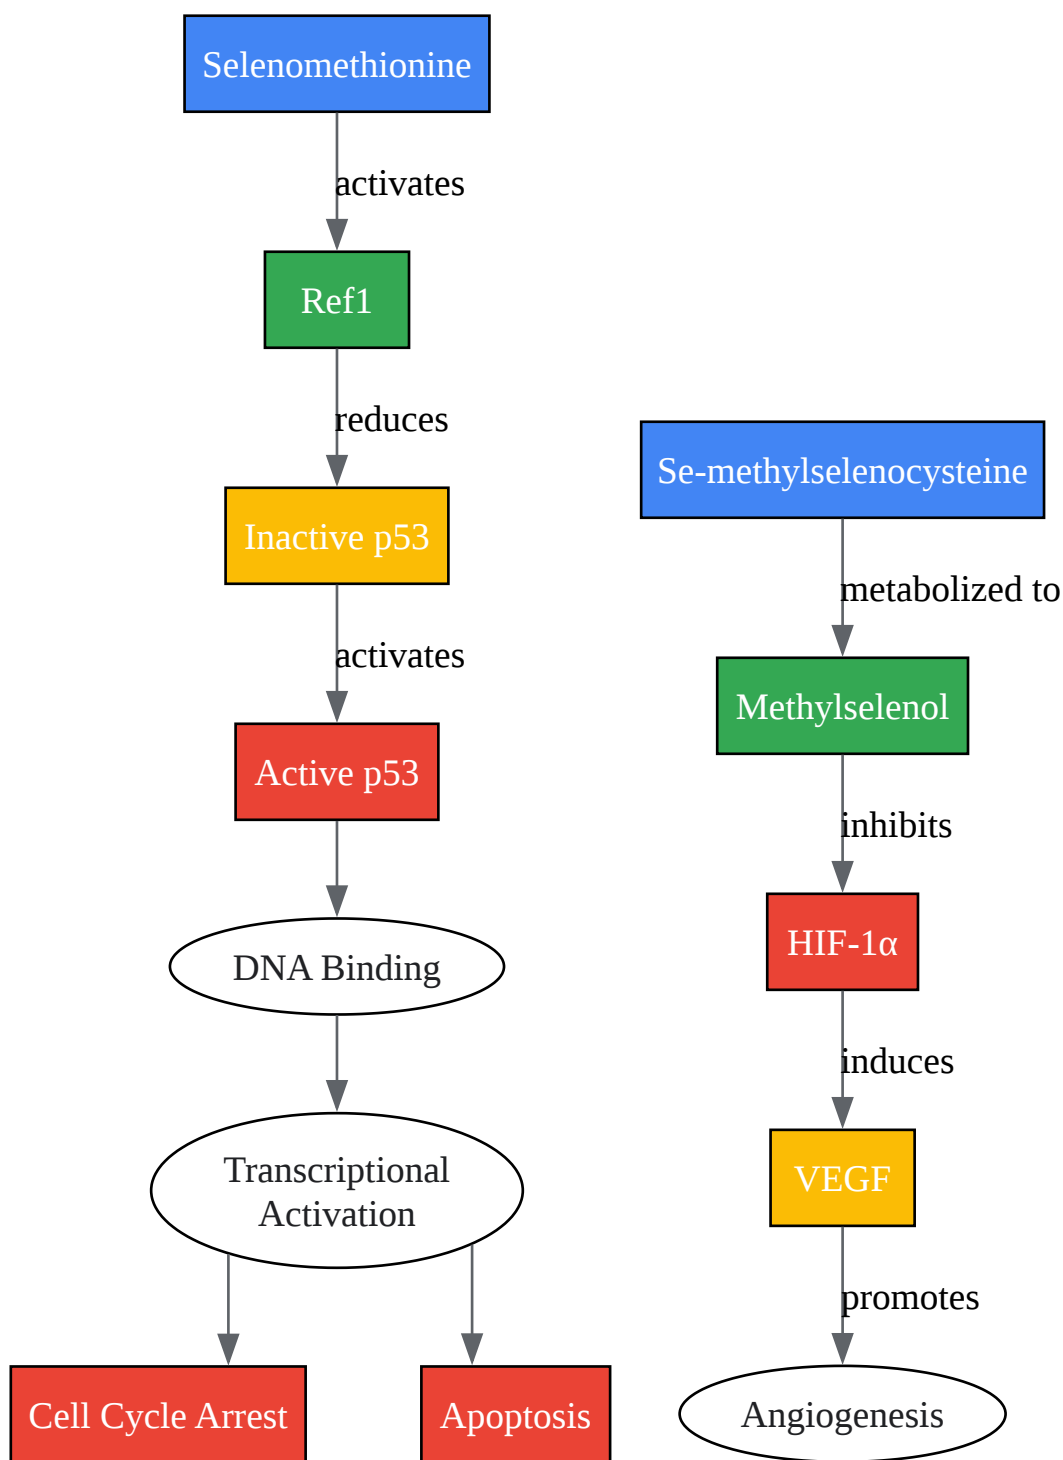 Selenomethionine
activates
Ref1
reduces
Inactive p53
activates
Active p53
DNA Binding
Transcriptional
Activation
Cell Cycle Arrest
Apoptosis
Se-methylselenocysteine
metabolized to
Methylselenol
inhibits
HIF-1α
induces
VEGF
promotes
Angiogenesis